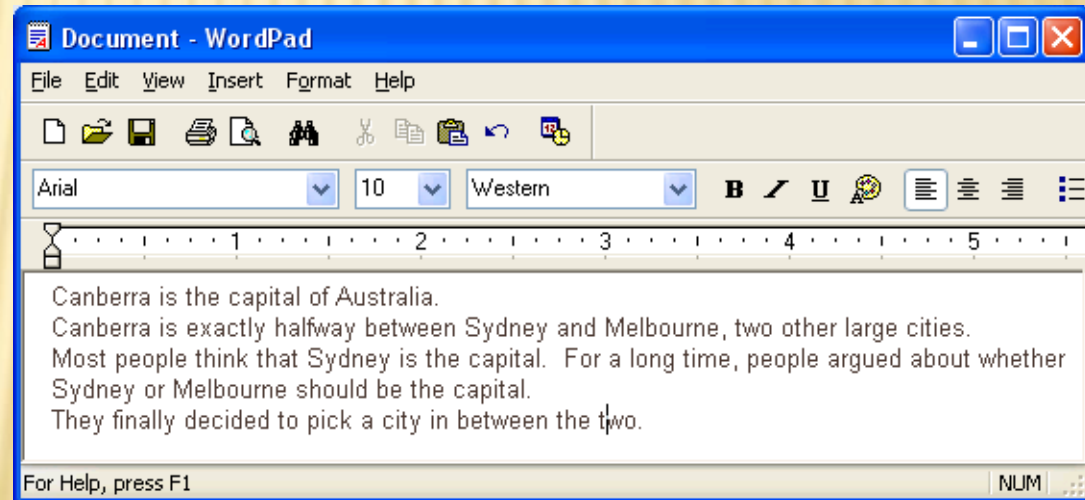 Document - WordPad
File Edit View Insert Format Help
Arial 10 Western B I U
1 2 3 4 5
Canberra is the capital of Australia.
Canberra is exactly halfway between Sydney and Melbourne, two other large cities.
Most people think that Sydney is the capital.  For a long time, people argued about whether
Sydney or Melbourne should be the capital.
They finally decided to pick a city in between the two.
For Help, press F1 NUM